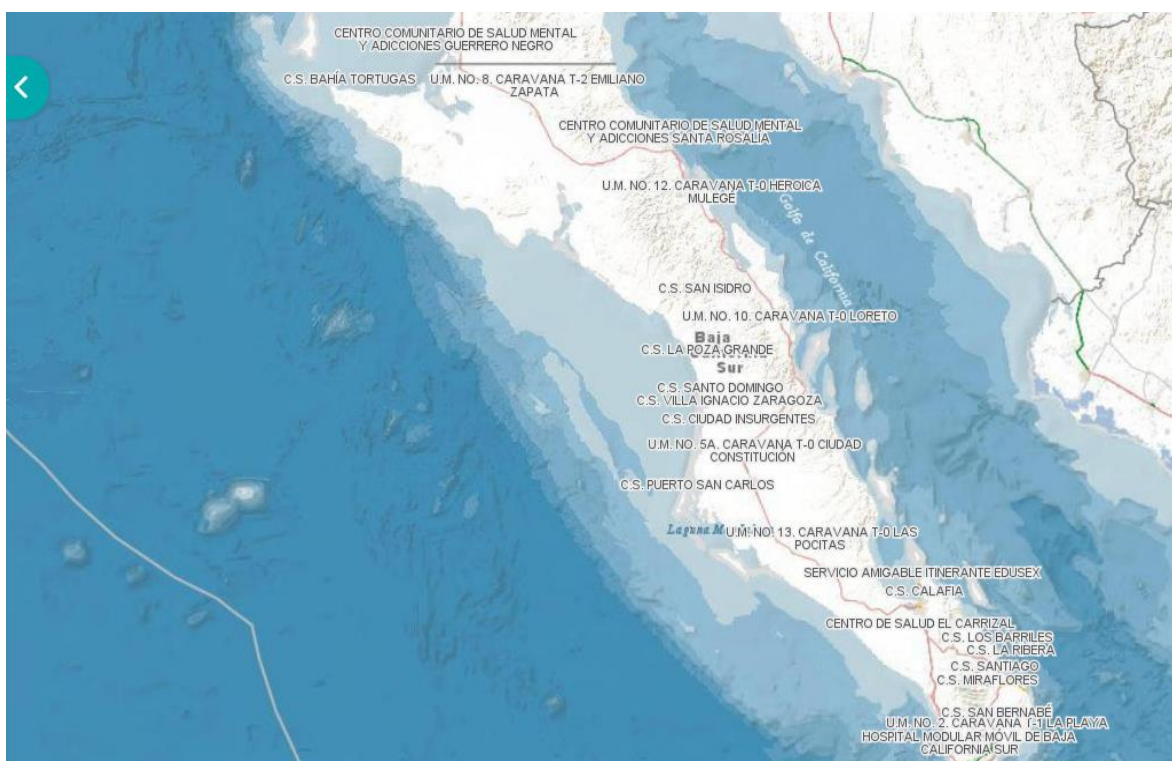 CENTRO COMUNITARIO DE SALUD MENTAL
Y ADICCIONES GUERRERO NEGRO
C.S. BAHÍA TORTUGAS
U.M. NO. 8. CARAVANA T-2 EMILIANO
ZAPATA
CENTRO COMUNITARIO DE SALUD MENTAL
Y ADICCIONES SANTA ROSALÍA
U.M. NO. 12. CARAVANA T-0 HEROICA
MULEGÉ
Golfo de California
C.S. SAN ISIDRO
U.M. NO. 10. CARAVANA T-0 LORETO
Baja
C.S. LA POZA GRANDE
Sur
C.S. SANTO DOMINGO
C.S. VILLA IGNACIO ZARAGOZA
C.S. CIUDAD INSURGENTES
U.M. NO. 5A. CARAVANA T-0 CIUDAD
CONSTITUCIÓN
C.S. PUERTO SAN CARLOS
Laguna
U.M. NO. 13. CARAVANA T-0 LAS
POCITAS
SERVICIO AMIGABLE ITINERANTE EDUSEX
C.S. CALAFIA
CENTRO DE SALUD EL CARRIZAL
C.S. LOS BARRILES
C.S. LA RIBERA
C.S. SANTIAGO
C.S. MIRAFLORES
C.S. SAN BERNABÉ
U.M. NO. 2. CARAVANA T-1 LA PLAYA
HOSPITAL MODULAR MÓVIL DE BAJA
CALIFORNIA SUR